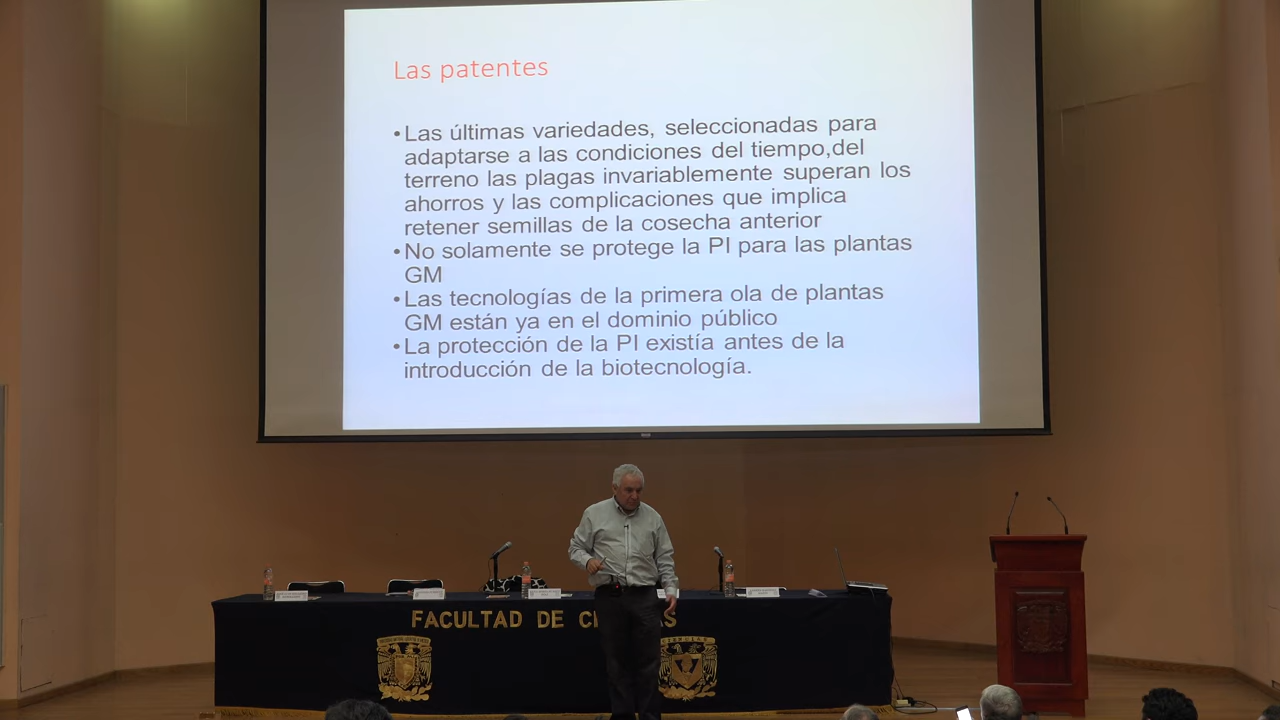 Las patentes
•Las últimas variedades, seleccionadas para
adaptarse a las condiciones del tiempo,del
terreno las plagas invariablemente superan los
ahorros y las complicaciones que implica
retener semillas de la cosecha anterior
•No solamente se protege la PI para las plantas
GM
•Las tecnologías de la primera ola de plantas
GM están ya en el dominio público
•La protección de la PI existía antes de la
introducción de la biotecnología.
FACULTAD DE C AS